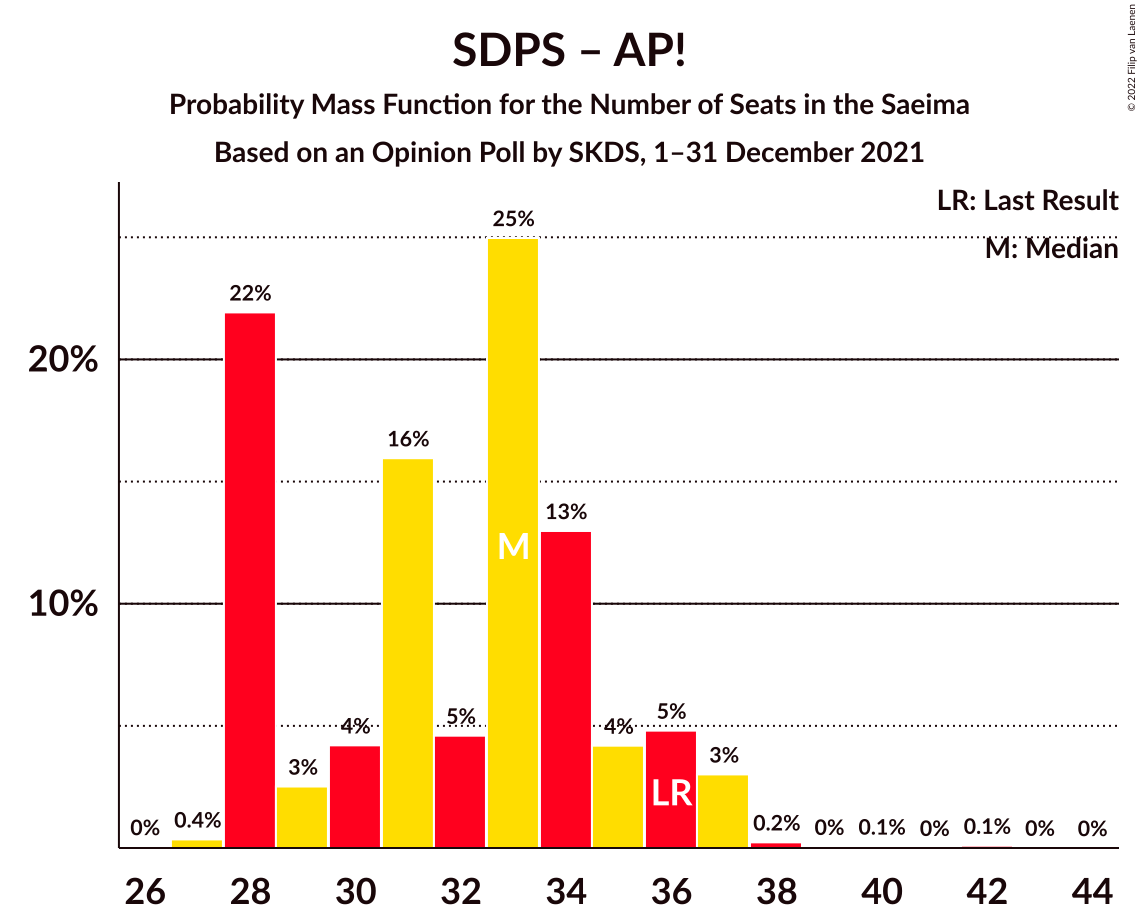 SDPS – AP!
Probability Mass Function for the Number of Seats in the Saeima
Based on an Opinion Poll by SKDS, 1–31 December 2021
© 2022 Filip van Laenen
LR: Last Result
M: Median
20%
10%
0%
0.4%
22%
3%
4%
16%
5%
25%
13%
4%
5%
3%
0.2%
0%
0.1%
0%
0.1%
0%
0%
M
LR
26 28 30 32 34 36 38 40 42 44